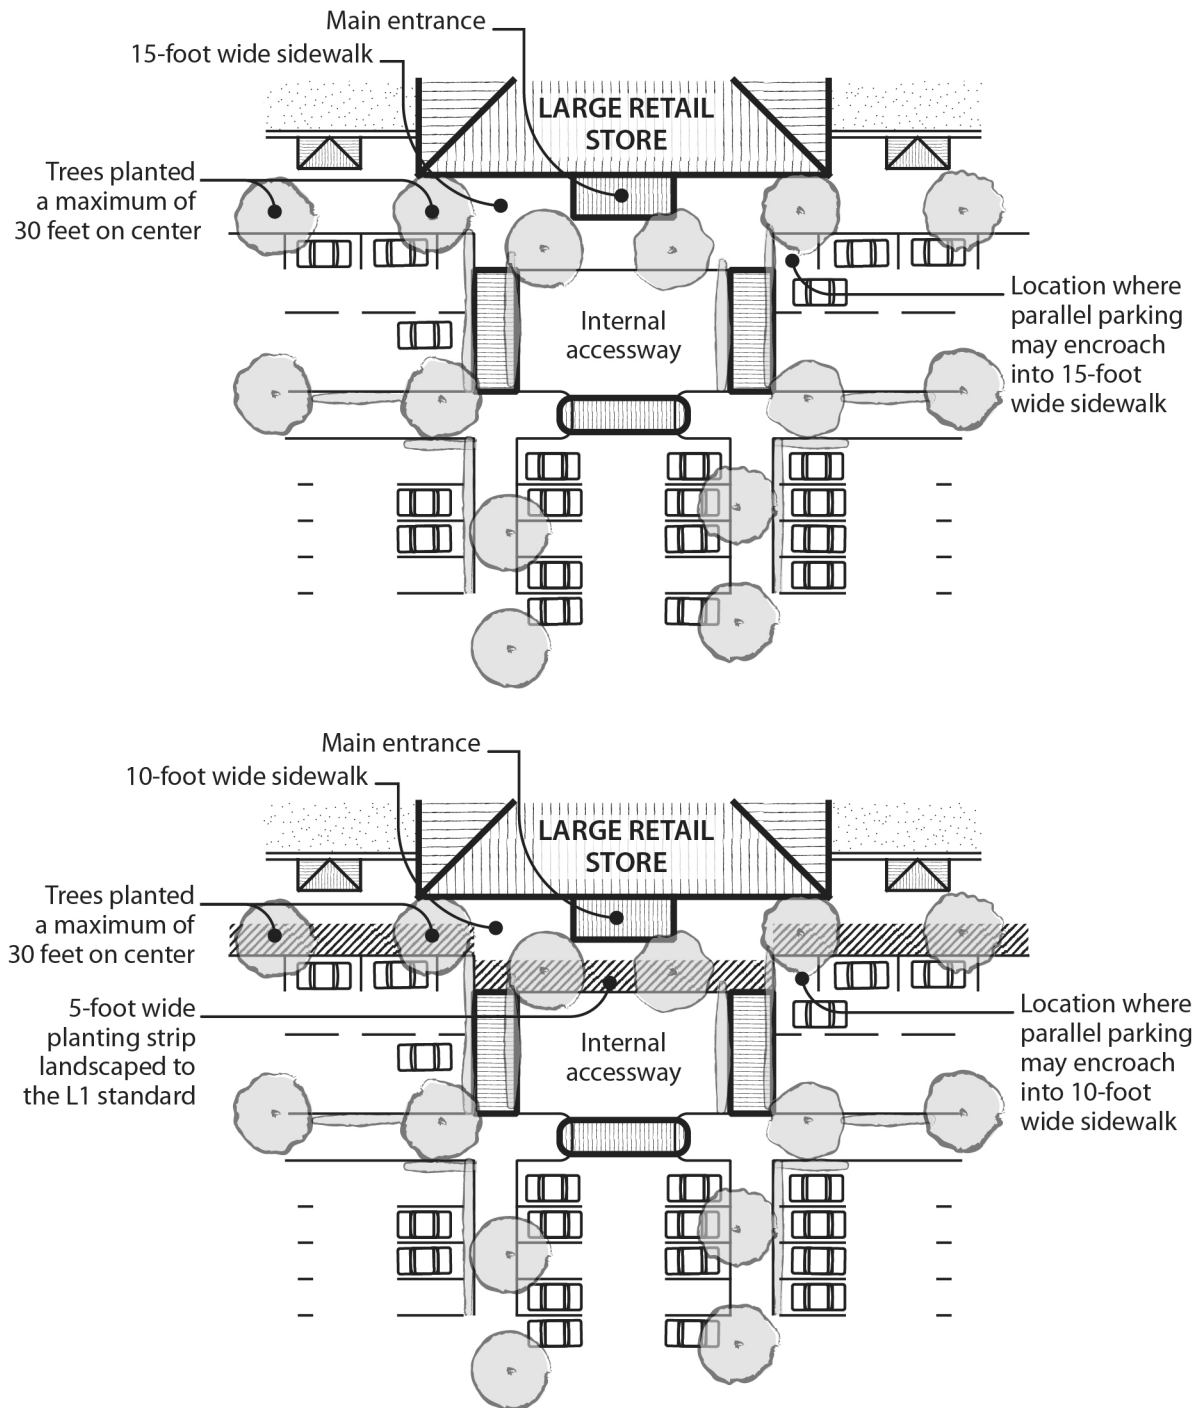 Main entrance
15-foot wide sidewalk
LARGE RETAIL
STORE
Trees planted
a maximum of
30 feet on center
Internal
accessway
Location where
parallel parking
may encroach
into 15-foot
wide sidewalk
Main entrance
10-foot wide sidewalk
LARGE RETAIL
STORE
Trees planted
a maximum of
30 feet on center
5-foot wide
planting strip
landscaped to
the L1 standard
Internal
accessway
Location where
parallel parking
may encroach
into 10-foot
wide sidewalk